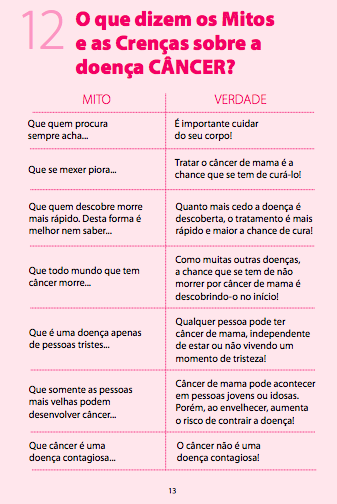 12 O que dizem os Mitos
e as Crenças sobre a
doença CÂNCER?
MITO
VERDADE
Que quem procura
sempre acha...
É importante cuidar
do seu corpo!
Que se mexer piora...
Tratar o câncer de mama é a
chance que se tem de curá-lo!
Que quem descobre morre
mais rápido. Desta forma é
melhor nem saber...
Quanto mais cedo a doença é
descoberta, o tratamento é mais
rápido e maior a chance de cura!
Que todo mundo que tem
câncer morre...
Como muitas outras doenças,
a chance que se tem de não
morrer por câncer de mama é
descobrindo-o no início!
Que é uma doença apenas
de pessoas tristes...
Qualquer pessoa pode ter
câncer de mama, independente
de estar ou não vivendo um
momento de tristeza!
Que somente as pessoas
mais velhas podem
desenvolver câncer...
Câncer de mama pode acontecer
em pessoas jovens ou idosas.
Porém, ao envelhecer, aumenta
o risco de contrair a doença!
Que câncer é uma
doença contagiosa...
O câncer não é uma
doença contagiosa!
13